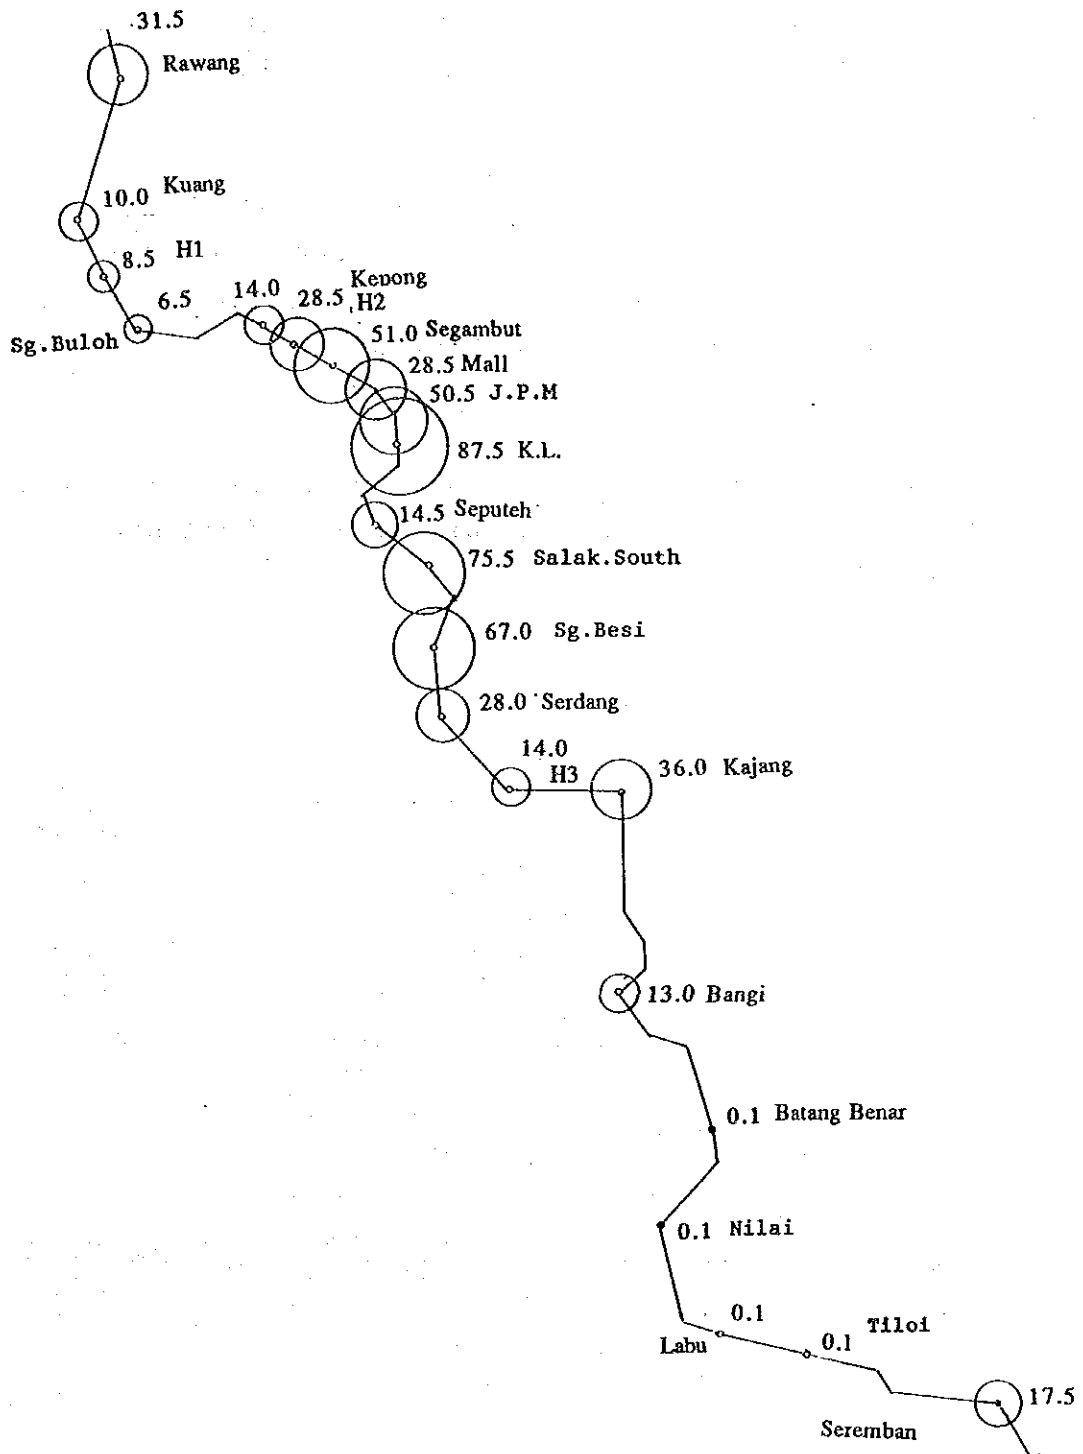 31.5
Rawang
10.0 Kuang
8.5 H1
6.5
Sg.Buloh
14.0
28.5
Kepong
H2
51.0 Segambut
28.5 Mall
50.5 J.P.M
87.5 K.L.
14.5 Seputeh
75.5 Salak.South
67.0 Sg.Besi
28.0 Serdang
14.0
H3
36.0 Kajang
13.0 Bangi
0.1 Batang Benar
0.1 Nilai
0.1
Labu
0.1 Tiloi
17.5
Seremban